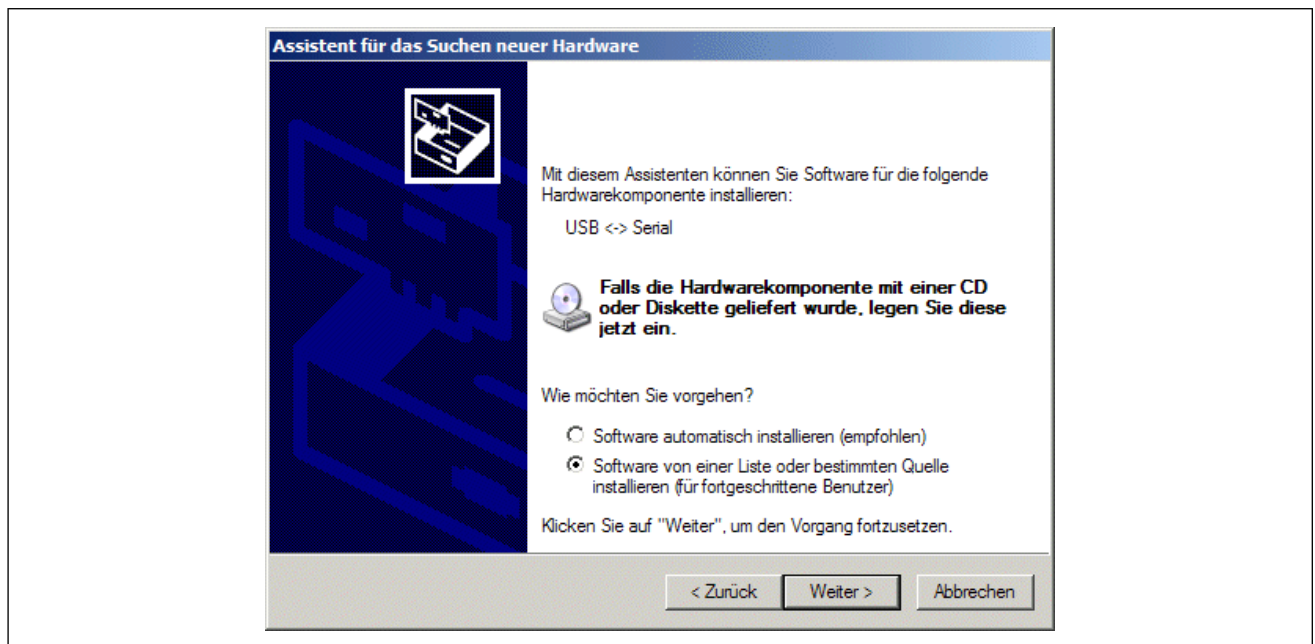 Assistent für das Suchen neuer Hardware
Mit diesem Assistenten können Sie Software für die folgende
Hardwarekomponente installieren:
USB <-> Serial
Falls die Hardwarekomponente mit einer CD
oder Diskette geliefert wurde, legen Sie diese
jetzt ein.
Wie möchten Sie vorgehen?
Software automatisch installieren (empfohlen)
Software von einer Liste oder bestimmten Quelle
installieren (für fortgeschrittene Benutzer)
Klicken Sie auf "Weiter", um den Vorgang fortzusetzen.
< Zurück Weiter > Abbrechen